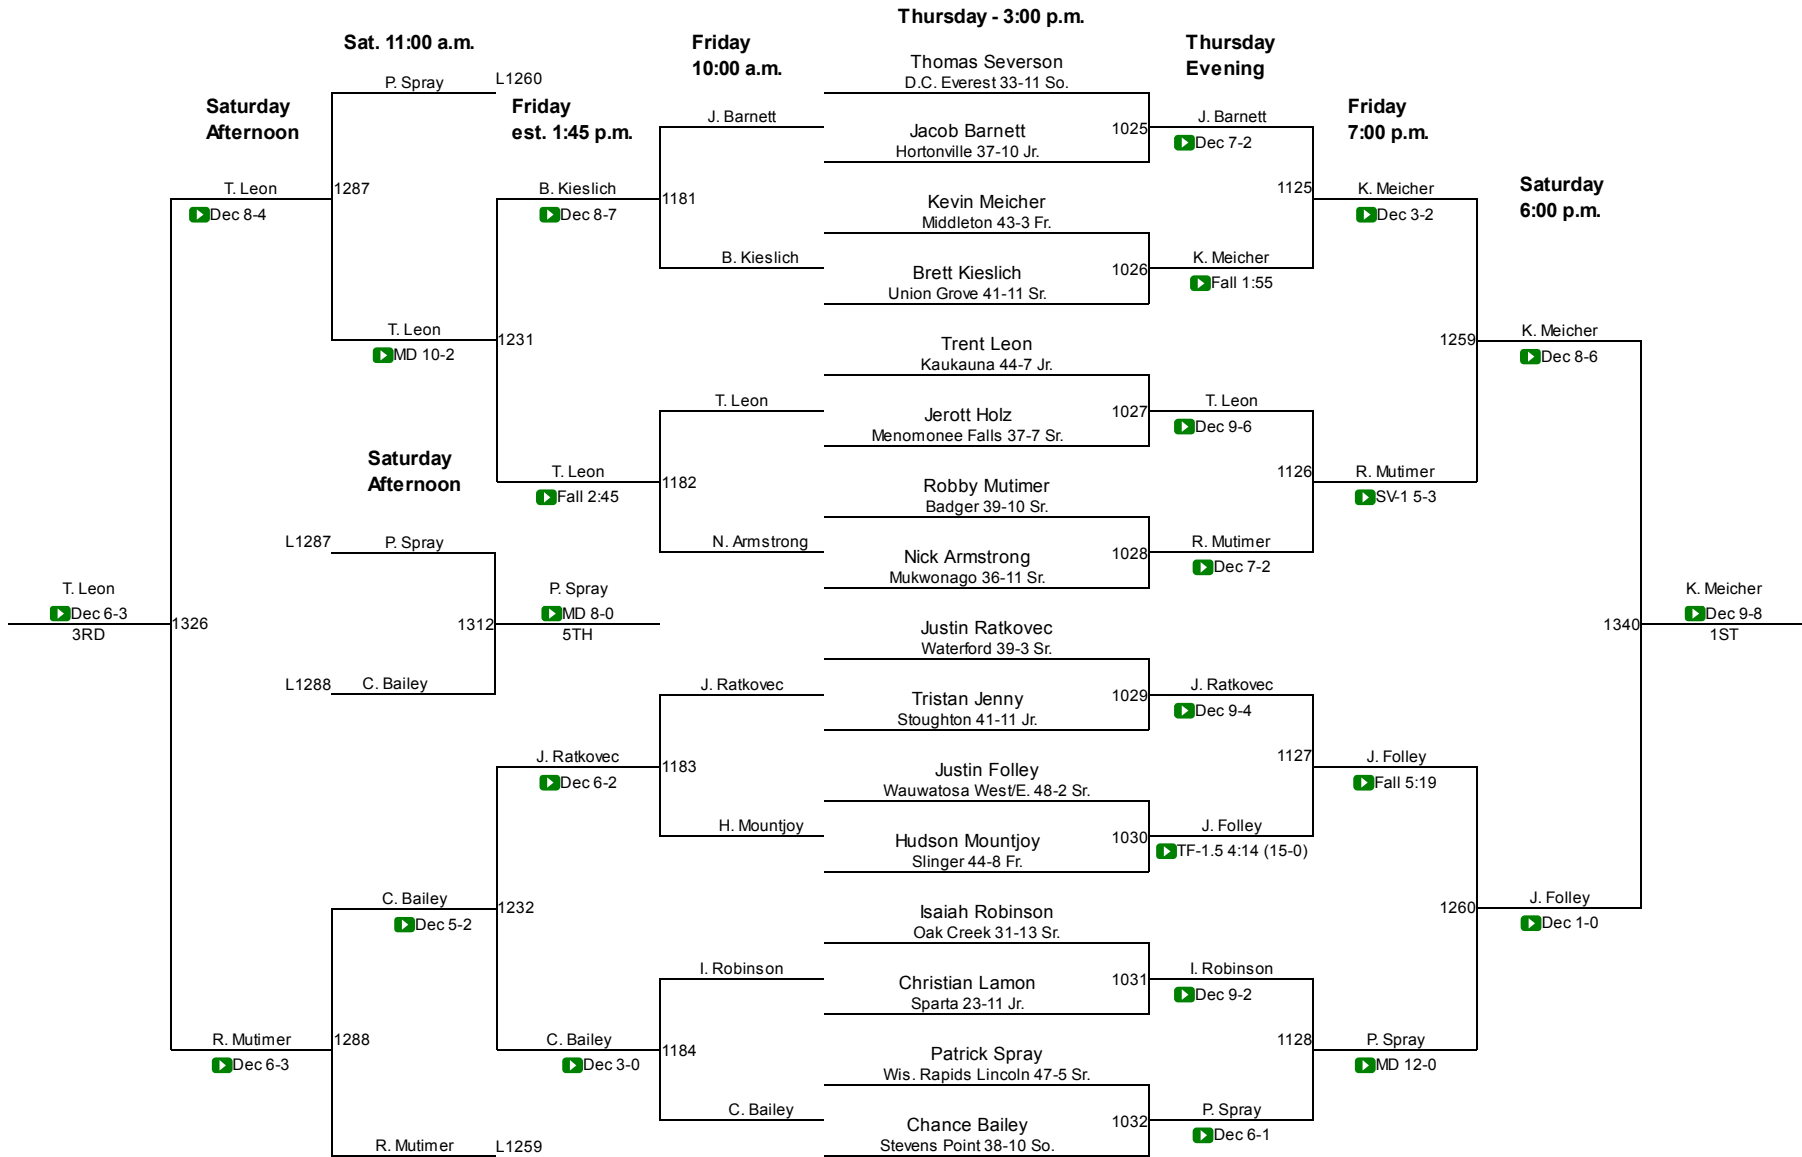 Thursday - 3:00 p.m.
Sat. 11:00 a.m.
Friday
10:00 a.m.
Thursday
Evening
Thomas Severson
D.C. Everest 33-11 So.
P. Spray
L1260
Saturday
Afternoon
Friday
est. 1:45 p.m.
J. Barnett
Jacob Barnett
Hortonville 37-10 Jr.
1025
J. Barnett
Dec 7-2
Friday
7:00 p.m.
T. Leon
Dec 8-4
1287
B. Kieslich
Dec 8-7
1181
Kevin Meicher
Middleton 43-3 Fr.
1125
K. Meicher
Dec 3-2
Saturday
6:00 p.m.
B. Kieslich
Brett Kieslich
Union Grove 41-11 Sr.
1026
K. Meicher
Fall 1:55
T. Leon
MD 10-2
1231
Trent Leon
Kaukauna 44-7 Jr.
1259
K. Meicher
Dec 8-6
T. Leon
Jerott Holz
Menomonee Falls 37-7 Sr.
1027
T. Leon
Dec 9-6
Saturday
Afternoon
T. Leon
Fall 2:45
1182
Robby Mutimer
Badger 39-10 Sr.
1126
R. Mutimer
SV-1 5-3
L1287
P. Spray
N. Armstrong
Nick Armstrong
Mukwonago 36-11 Sr.
1028
R. Mutimer
Dec 7-2
T. Leon
Dec 6-3
3RD
1326
1312
P. Spray
MD 8-0
5TH
Justin Ratkovec
Waterford 39-3 Sr.
1340
K. Meicher
Dec 9-8
1ST
L1288
C. Bailey
J. Ratkovec
Tristan Jenny
Stoughton 41-11 Jr.
1029
J. Ratkovec
Dec 9-4
J. Ratkovec
Dec 6-2
1183
Justin Folley
Wauwatosa West/E. 48-2 Sr.
1127
J. Folley
Fall 5:19
H. Mountjoy
Hudson Mountjoy
Slinger 44-8 Fr.
1030
J. Folley
TF-1.5 4:14 (15-0)
C. Bailey
Dec 5-2
1232
Isaiah Robinson
Oak Creek 31-13 Sr.
1260
J. Folley
Dec 1-0
I. Robinson
Christian Lamon
Sparta 23-11 Jr.
1031
I. Robinson
Dec 9-2
R. Mutimer
Dec 6-3
1288
C. Bailey
Dec 3-0
1184
Patrick Spray
Wis. Rapids Lincoln 47-5 Sr.
1128
P. Spray
MD 12-0
C. Bailey
Chance Bailey
Stevens Point 38-10 So.
1032
P. Spray
Dec 6-1
R. Mutimer
L1259